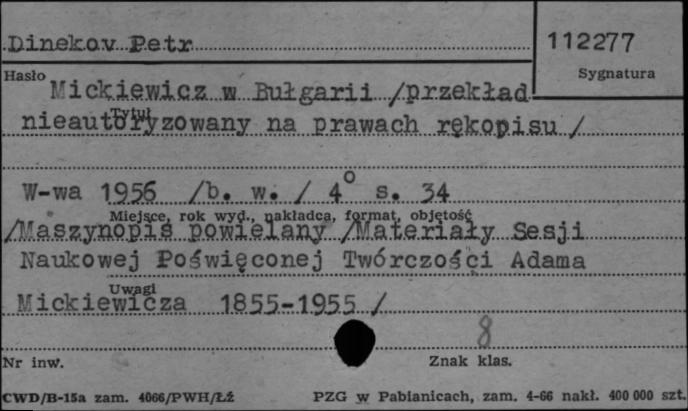 Dinekov Petr
112277
Hasło
Sygnatura
Mickiewicz w Bułgarii /przekład
Tytuł
nieautoryzowany na prawach rękopisu /
W-wa 1956 /b. w. / 4° s. 34
Miejsce, rok wyd., nakładca, format, objętość
/Maszynopis powielany /Materiały Sesji
Naukowej Poświęconej Twórczości Adama
Uwagi
Mickiewicza 1855-1955 /
8
Nr inw.
Znak klas.
CWD/B-15a zam. 4066/PWH/ŁŻ
PZG w Pabianicach, zam. 4-66 nakł. 400 000 szt.